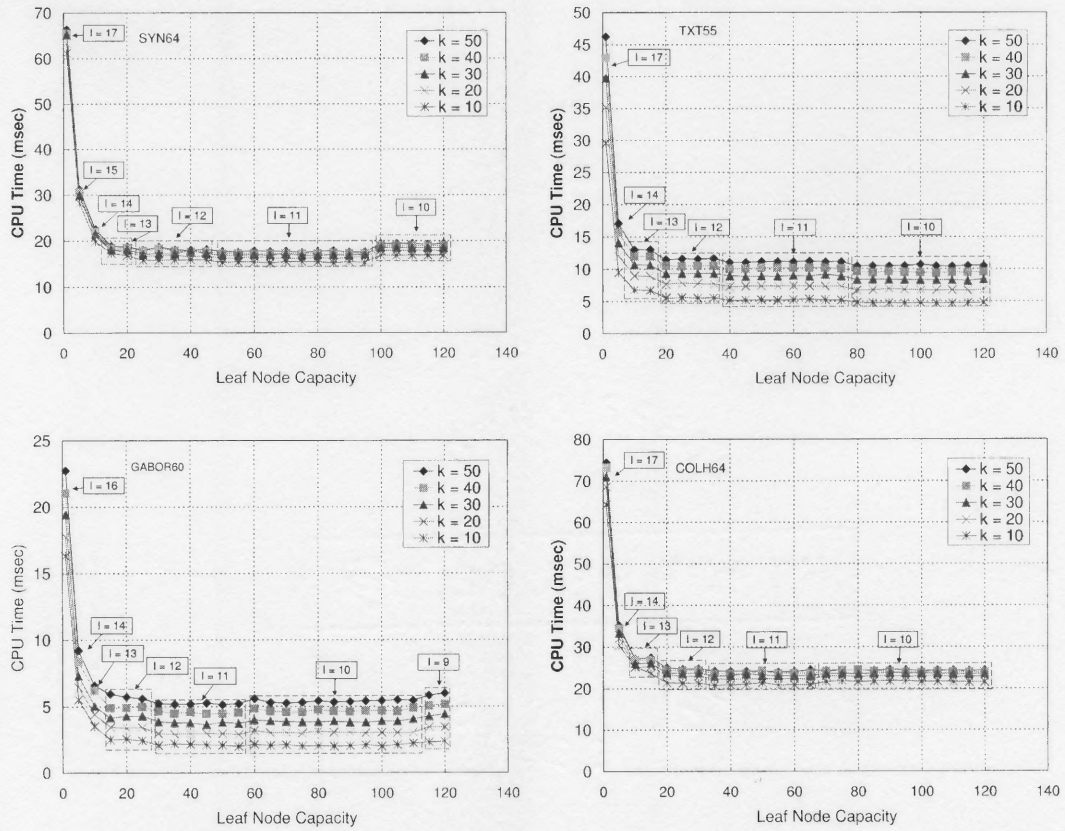 SYN64
CPU Time (msec)
70
60
50
40
30
20
10
0
0 20 40 60 80 100 120 140
Leaf Node Capacity
l = 17
l = 15
l = 14
l = 13
l = 12
l = 11
l = 10
k = 50
k = 40
k = 30
k = 20
k = 10
TXT55
CPU Time (msec)
50
45
40
35
30
25
20
15
10
5
0
0 20 40 60 80 100 120 140
Leaf Node Capacity
l = 17
l = 14
l = 13
l = 12
l = 11
l = 10
k = 50
k = 40
k = 30
k = 20
k = 10
GABOR60
CPU Time (msec)
25
20
15
10
5
0
0 20 40 60 80 100 120 140
Leaf Node Capacity
l = 16
l = 14
l = 13
l = 12
l = 11
l = 10
l = 9
k = 50
k = 40
k = 30
k = 20
k = 10
COLH64
CPU Time (msec)
80
70
60
50
40
30
20
10
0
0 20 40 60 80 100 120 140
Leaf Node Capacity
l = 17
l = 14
l = 13
l = 12
l = 11
l = 10
k = 50
k = 40
k = 30
k = 20
k = 10